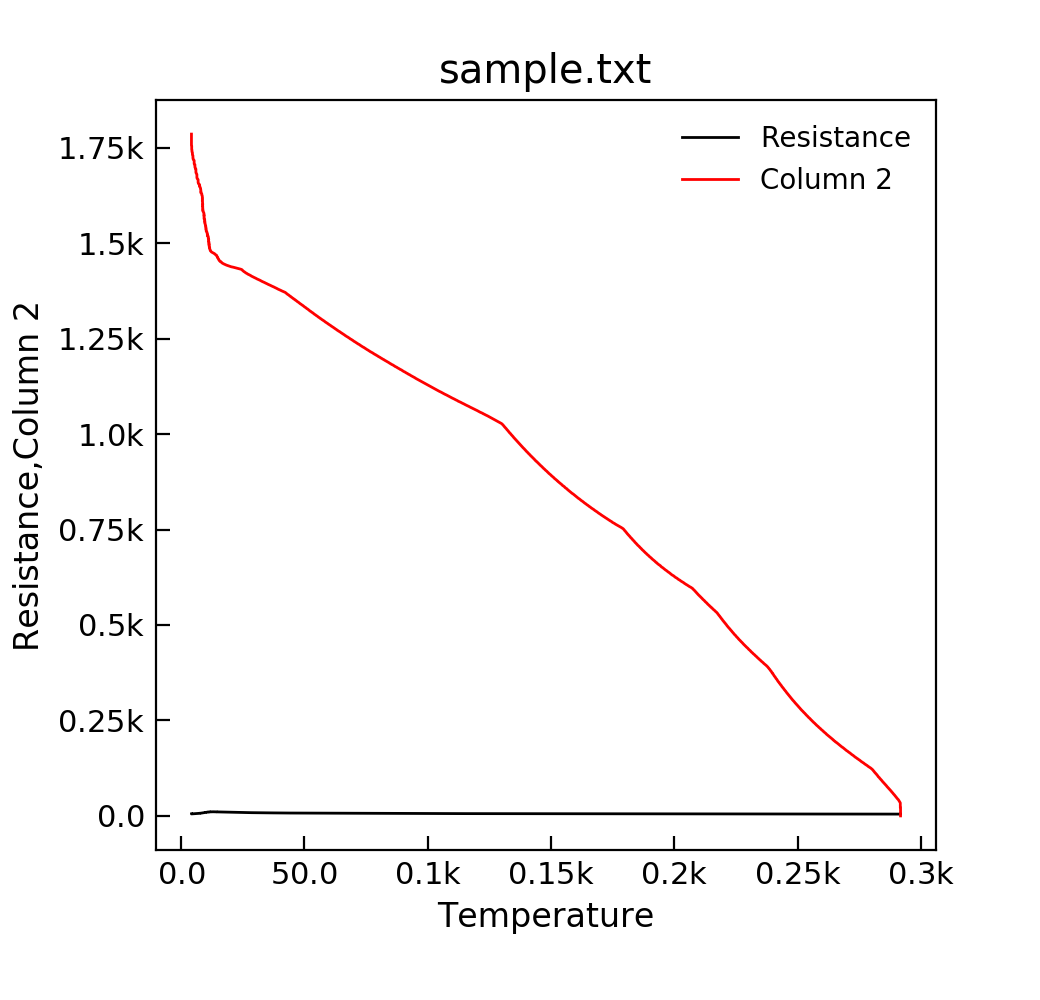 sample.txt
Resistance
Column 2
Resistance,Column 2
1.75k
1.5k
1.25k
1.0k
0.75k
0.5k
0.25k
0.0
0.0 50.0 0.1k 0.15k 0.2k 0.25k 0.3k
Temperature